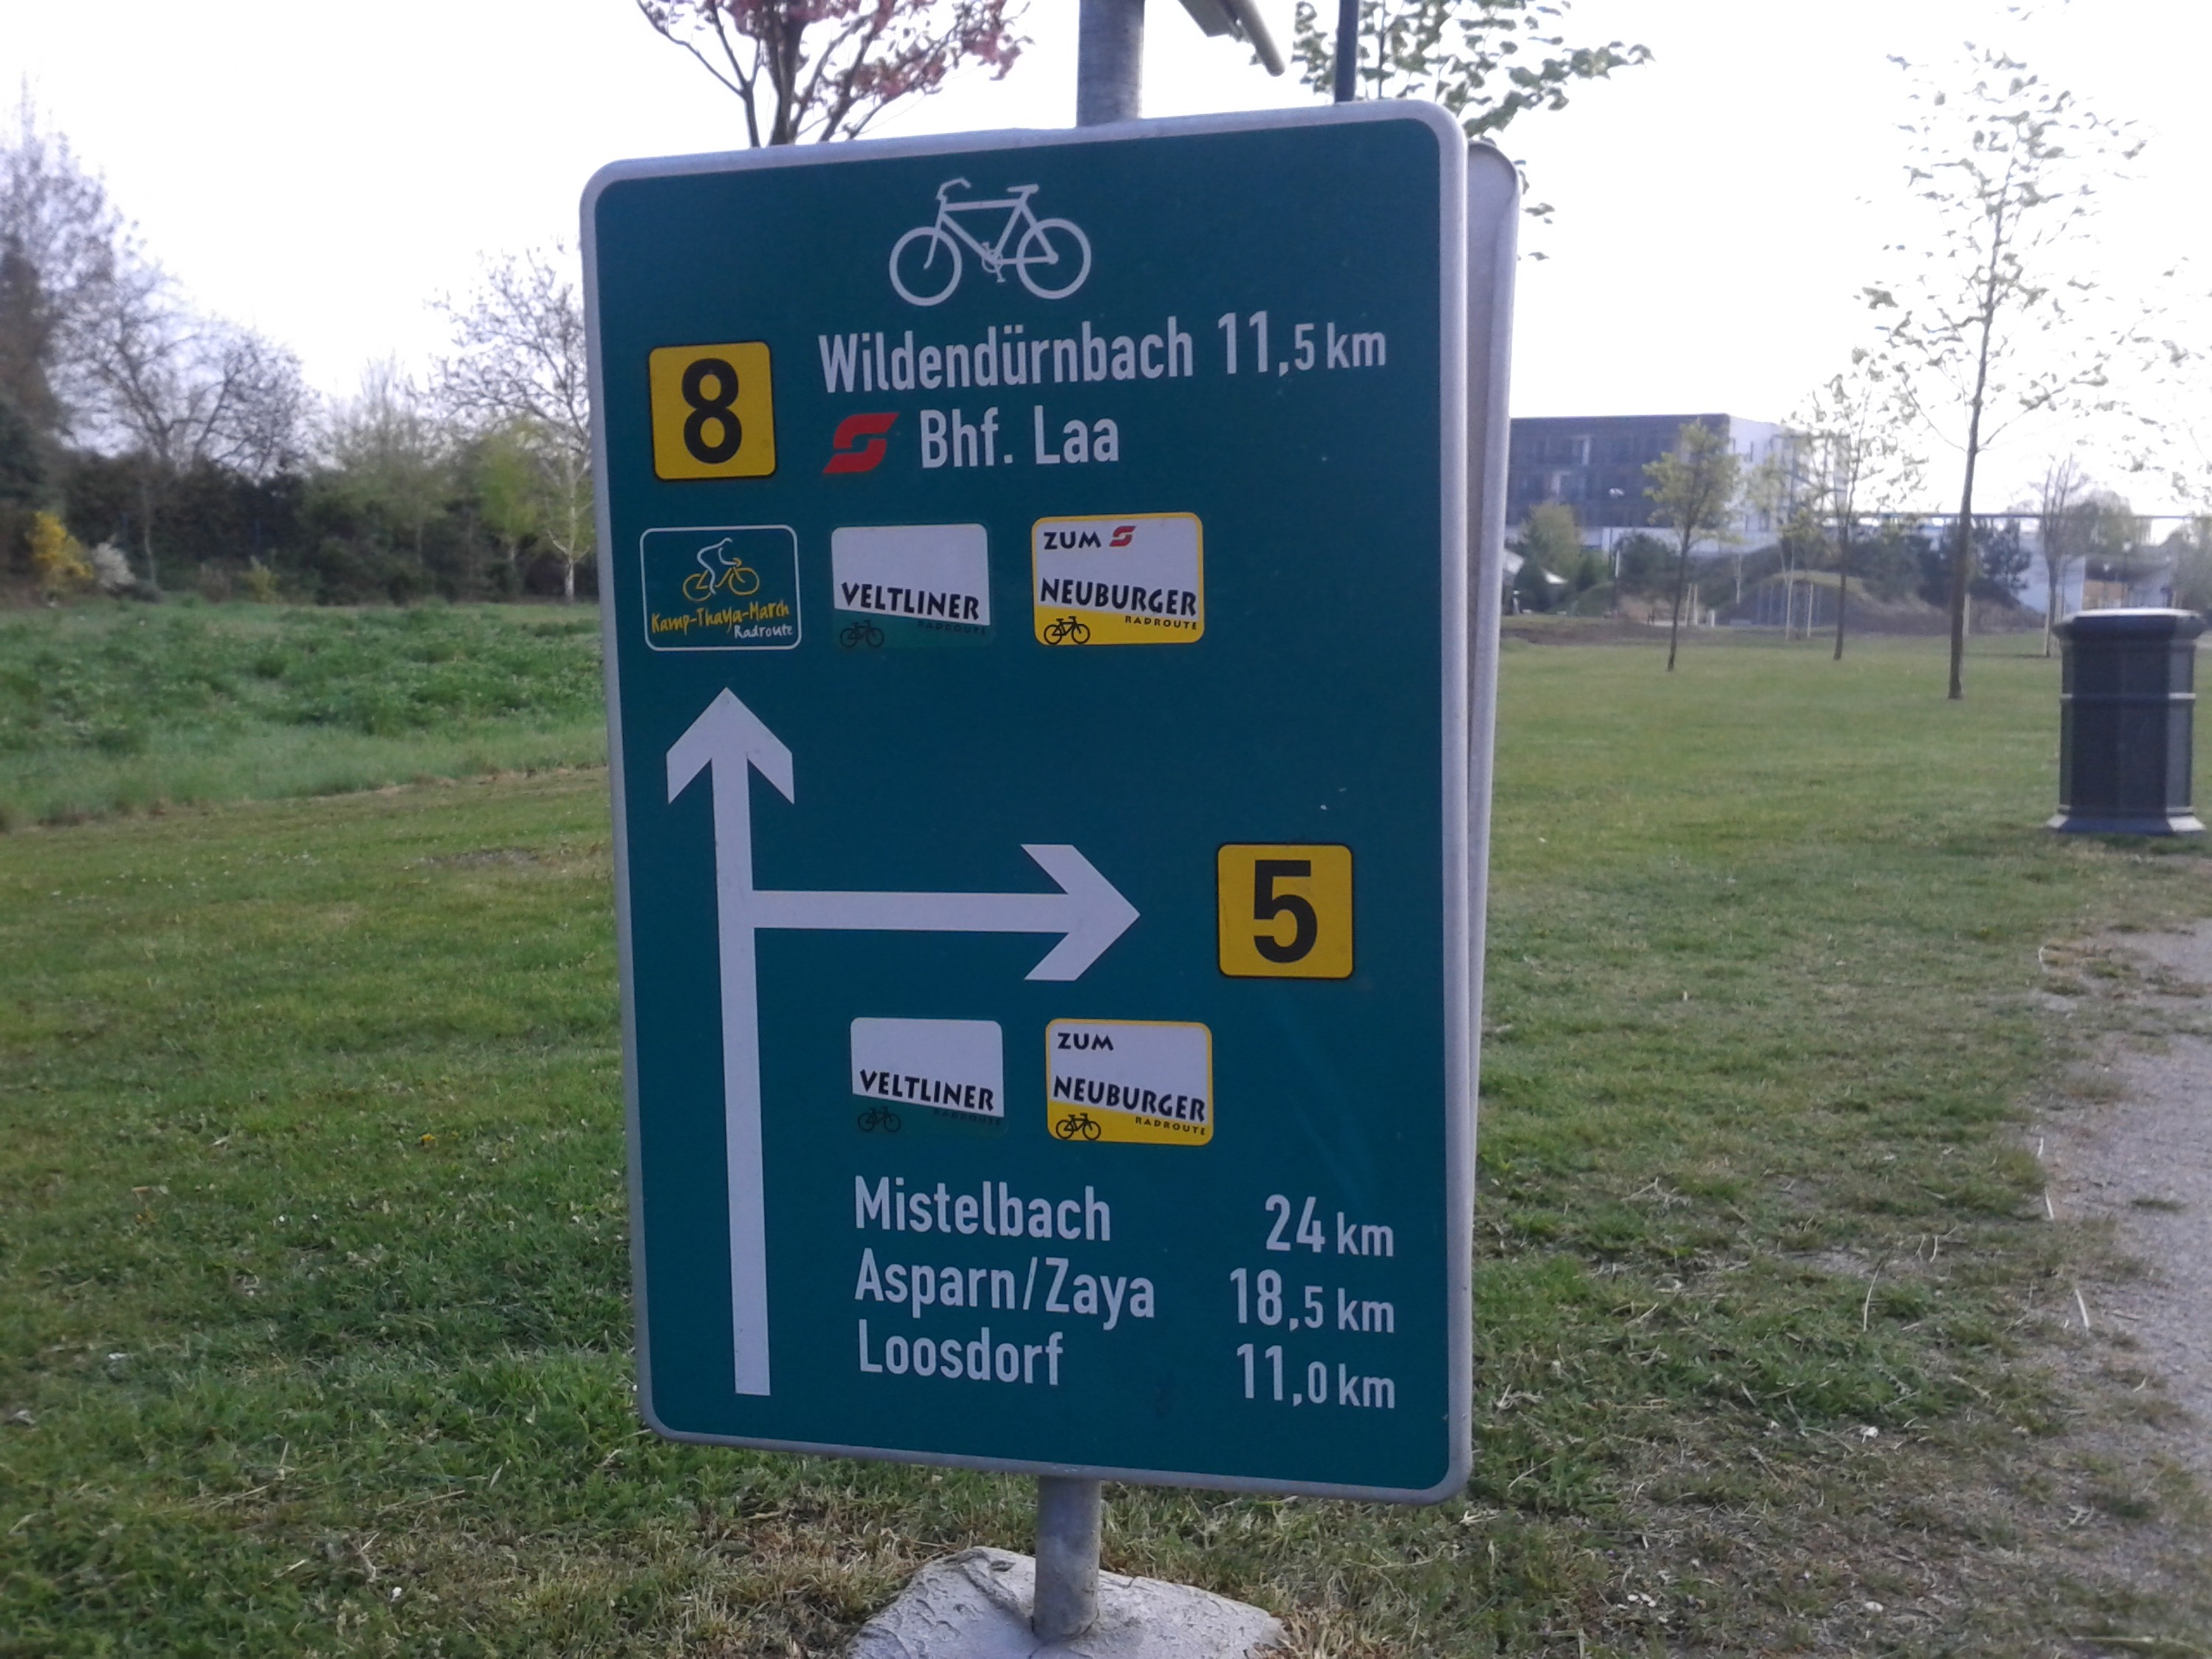 8
Wildendürnbach 11,5 km
Bhf. Laa
Kamp-Thaya-March
Radroute
VELTLINER
RADROUTE
ZUM
NEUBURGER
RADROUTE
5
VELTLINER
RADROUTE
ZUM
NEUBURGER
RADROUTE
Mistelbach 24 km
Asparn/Zaya 18,5 km
Loosdorf 11,0 km